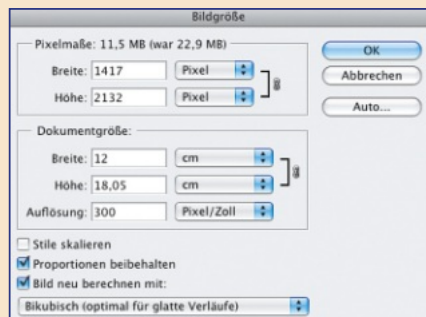 Bildgröße
Pixelmaße: 11,5 MB (war 22,9 MB)
Breite: 1417 Pixel
Höhe: 2132 Pixel
OK
Abbrechen
Auto...
Dokumentgröße:
Breite: 12 cm
Höhe: 18,05 cm
Auflösung: 300 Pixel/Zoll
Stile skalieren
Proportionen beibehalten
Bild neu berechnen mit:
Bikubisch (optimal für glatte Verläufe)